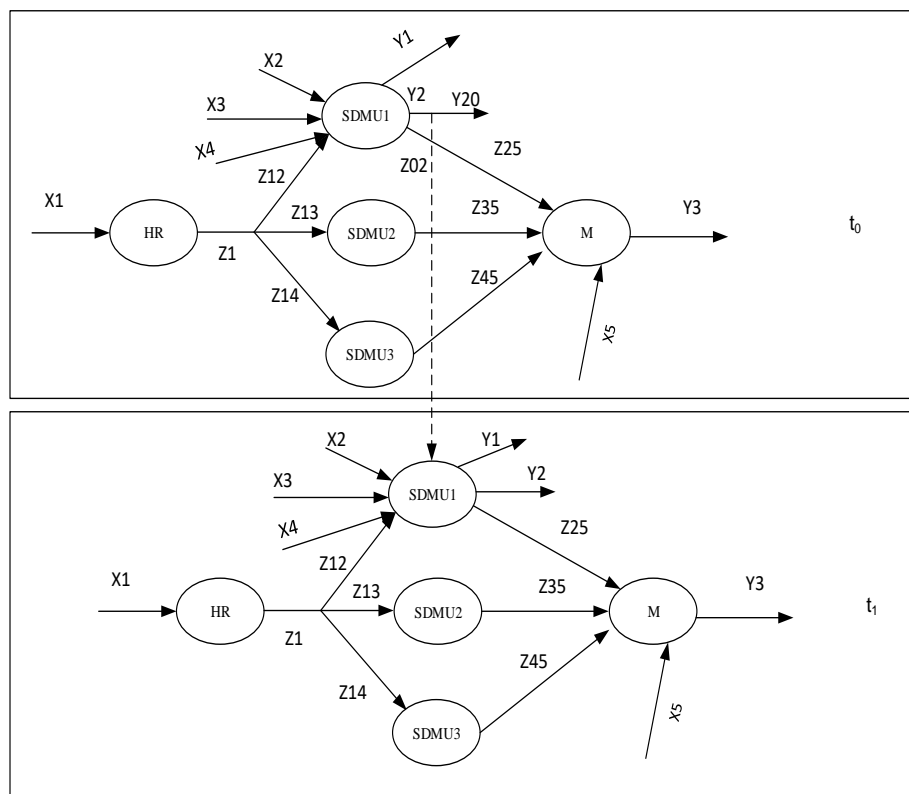 Y1
X2
Y2 Y20
X3
SDMU1
X4
Z02
Z25
Z12
X1
Z13
Z35
Y3
HR
SDMU2
M
t0
Z1
Z45
Z14
X5
SDMU3
X2
Y1
Y2
X3
SDMU1
X4
Z25
Z12
X1
Z13
Z35
Y3
HR
SDMU2
M
t1
Z1
Z45
Z14
X5
SDMU3